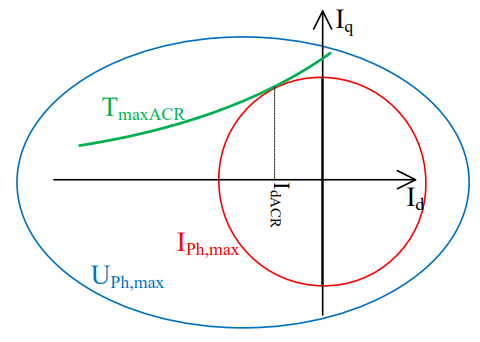 I_q
T_maxACR
I_d
I_dACR
I_Ph,max
U_Ph,max